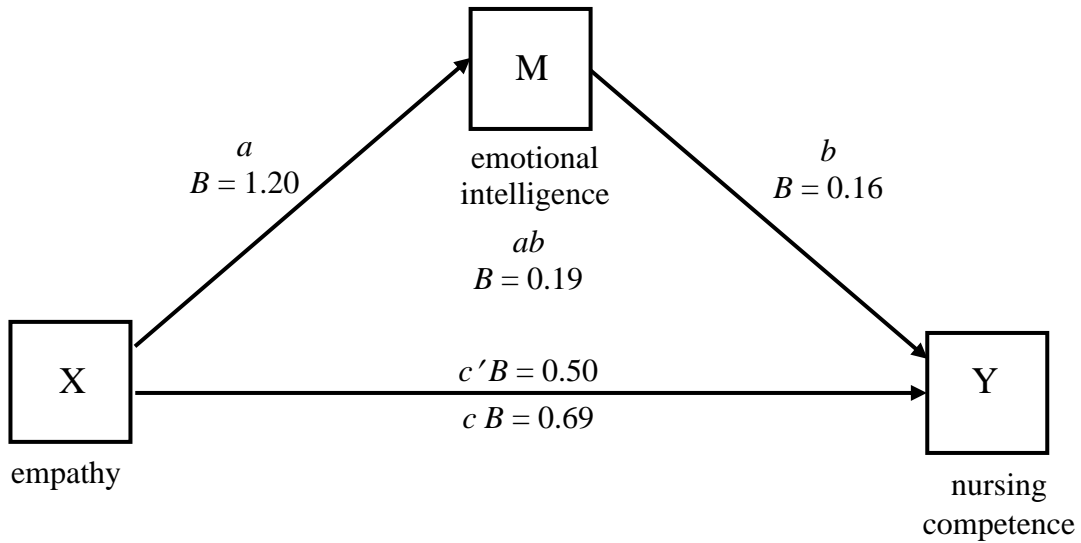 M
emotional
intelligence
a
B = 1.20
b
B = 0.16
ab
B = 0.19
X
empathy
c′ B = 0.50
c B = 0.69
Y
nursing
competence